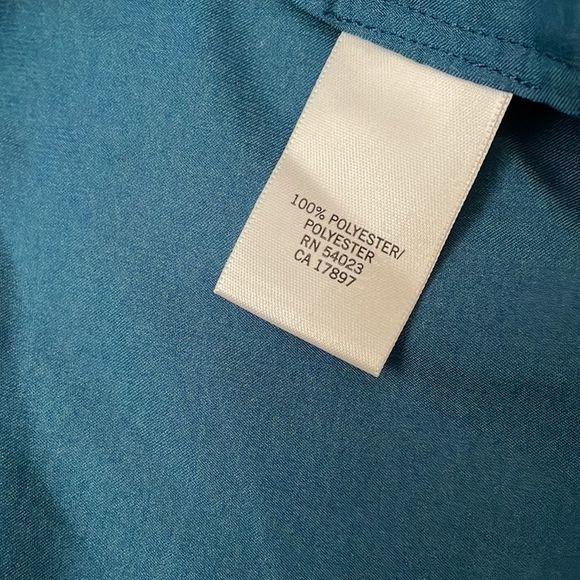 100% POLYESTER/
POLYESTER
RN 54023
CA 17897